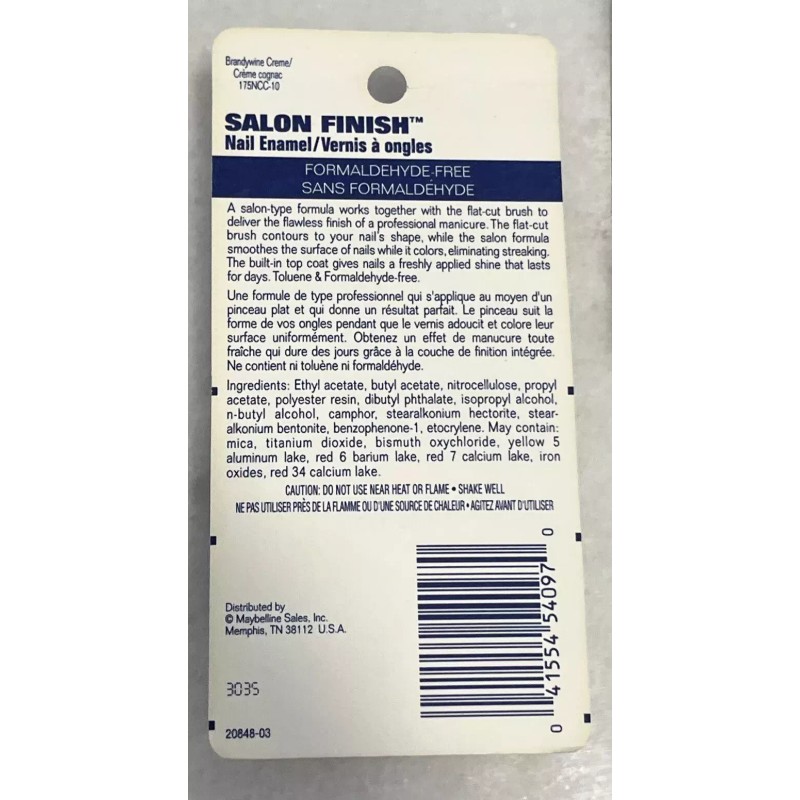 Brandywine Creme/
Crème cognac
175NCC-10
SALON FINISH™
Nail Enamel/Vernis à ongles
FORMALDEHYDE-FREE
SANS FORMALDÉHYDE
A salon-type formula works together with the flat-cut brush to
deliver the flawless finish of a professional manicure. The flat-cut
brush contours to your nail's shape, while the salon formula
smoothes the surface of nails while it colors, eliminating streaking.
The built-in top coat gives nails a freshly applied shine that lasts
for days. Toluene & Formaldehyde-free.
Une formule de type professionnel qui s'applique au moyen d'un
pinceau plat et qui donne un résultat parfait. Le pinceau suit la
forme de vos ongles pendant que le vernis adoucit et colore leur
surface uniformément. Obtenez un effet de manucure toute
fraîche qui dure des jours grâce à la couche de finition intégrée.
Ne contient ni toluène ni formaldéhyde.
Ingredients: Ethyl acetate, butyl acetate, nitrocellulose, propyl
acetate, polyester resin, dibutyl phthalate, isopropyl alcohol,
n-butyl alcohol, camphor, stearalkonium hectorite, stear-
alkonium bentonite, benzophenone-1, etocrylene. May contain:
mica, titanium dioxide, bismuth oxychloride, yellow 5
aluminum lake, red 6 barium lake, red 7 calcium lake, iron
oxides, red 34 calcium lake.
CAUTION: DO NOT USE NEAR HEAT OR FLAME • SHAKE WELL
NE PAS UTILISER PRÈS DE LA FLAMME OU D'UNE SOURCE DE CHALEUR • AGITEZ AVANT D'UTILISER
Distributed by
© Maybelline Sales, Inc.
Memphis, TN 38112 U.S.A.
3035
20848-03
0 41554 54097 0